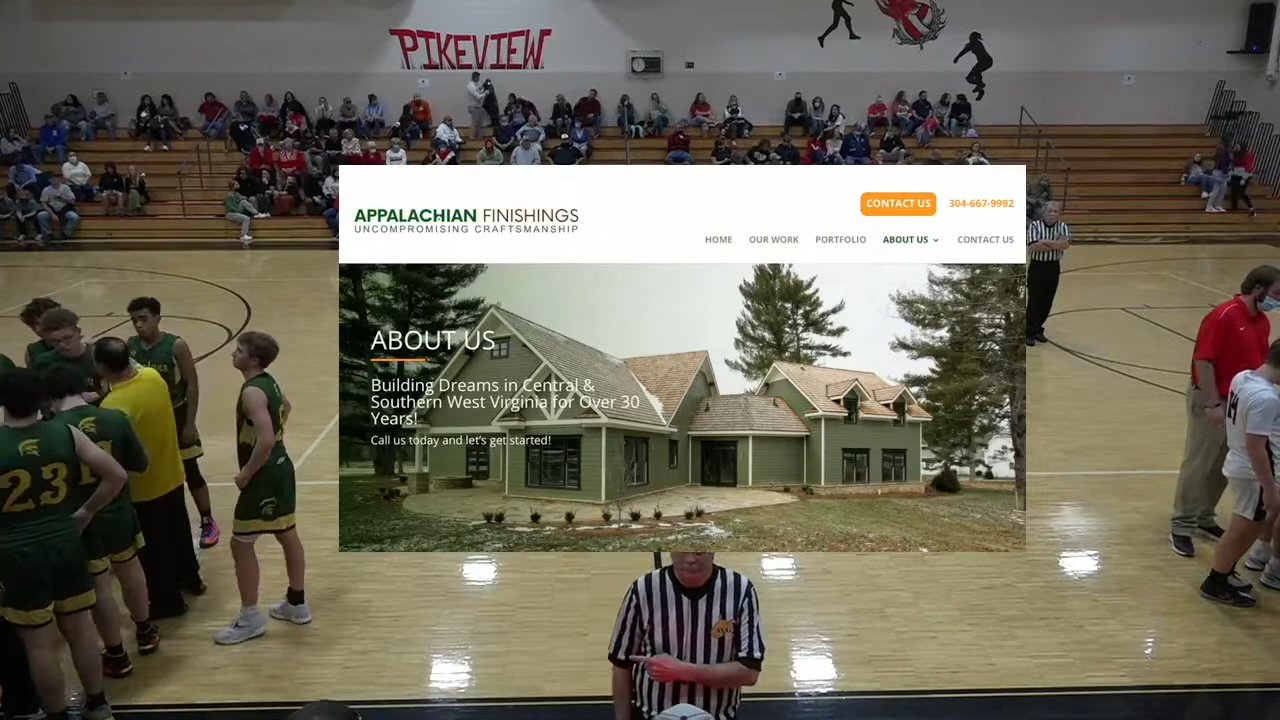 PIKEVIEW
APPALACHIAN FINISHINGS
UNCOMPROMISING CRAFTSMANSHIP
CONTACT US
304-667-9992
HOME
OUR WORK
PORTFOLIO
ABOUT US
CONTACT US
ABOUT US
Building Dreams in Central &
Southern West Virginia for Over 30
Years!
Call us today and let's get started!
23
14